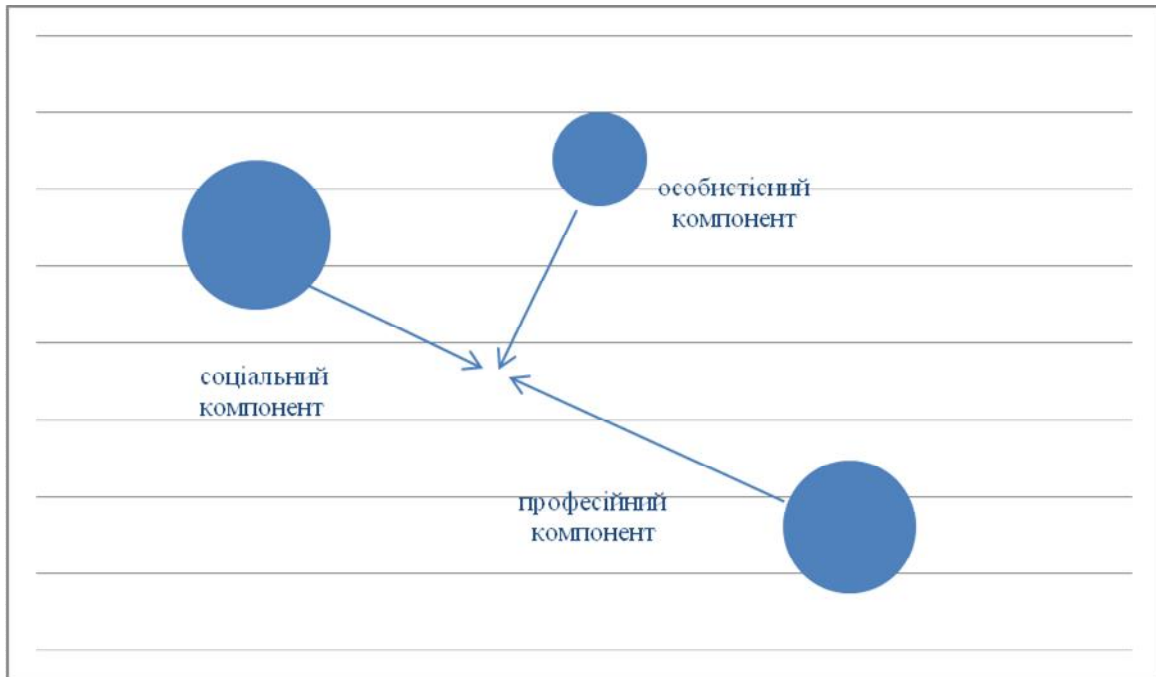 особистісний
компонент
соціальний
компонент
професійний
компонент